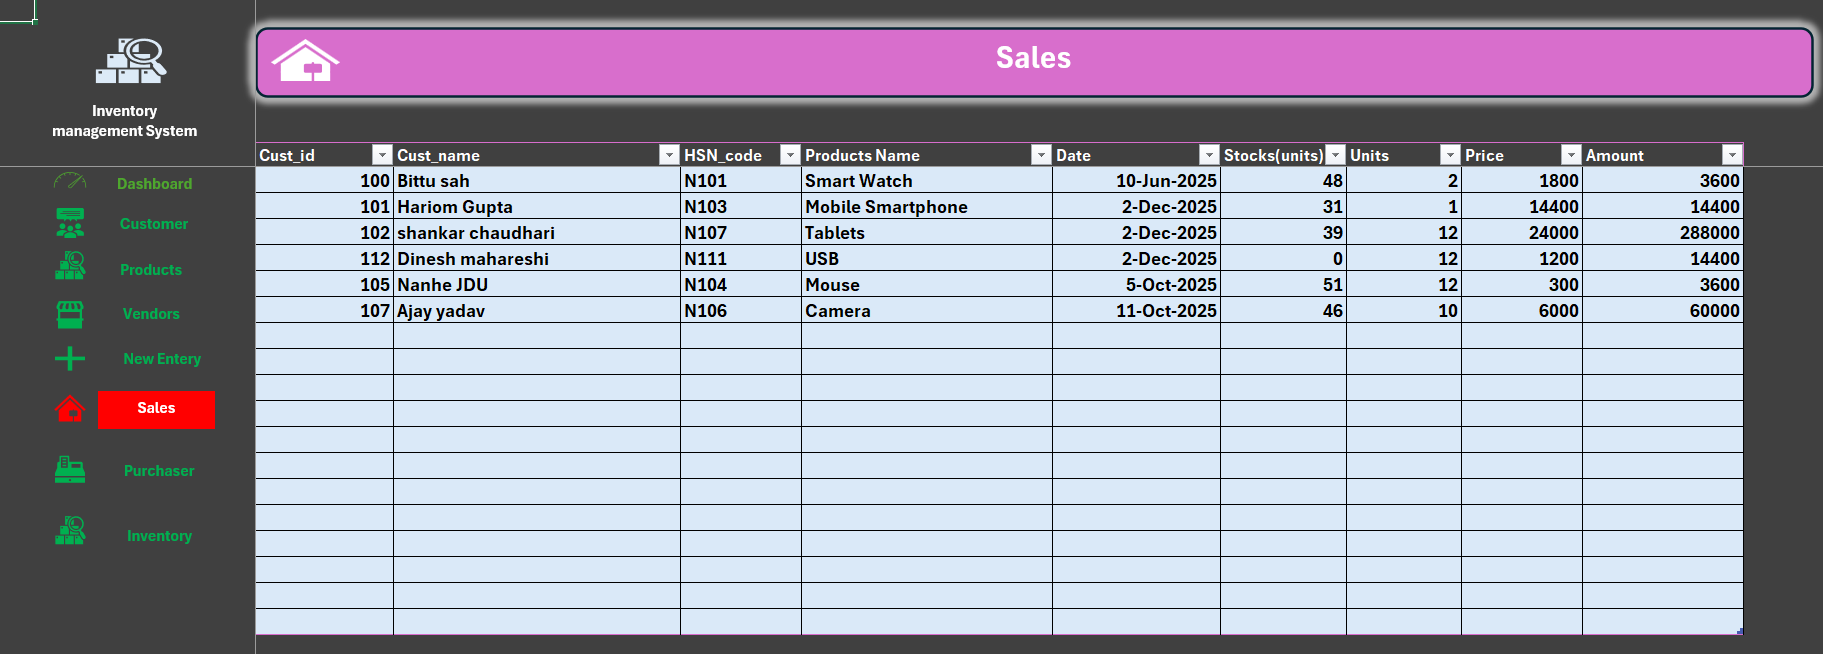 Inventory
management System
Dashboard
Customer
Products
Vendors
New Entery
Sales
Purchaser
Inventory
Sales
Cust_id Cust_name HSN_code Products Name Date Stocks(units) Units Price Amount
100 Bittu sah N101 Smart Watch 10-Jun-2025 48 2 1800 3600
101 Hariom Gupta N103 Mobile Smartphone 2-Dec-2025 31 1 14400 14400
102 shankar chaudhari N107 Tablets 2-Dec-2025 39 12 24000 288000
112 Dinesh mahareshi N111 USB 2-Dec-2025 0 12 1200 14400
105 Nanhe JDU N104 Mouse 5-Oct-2025 51 12 300 3600
107 Ajay yadav N106 Camera 11-Oct-2025 46 10 6000 60000